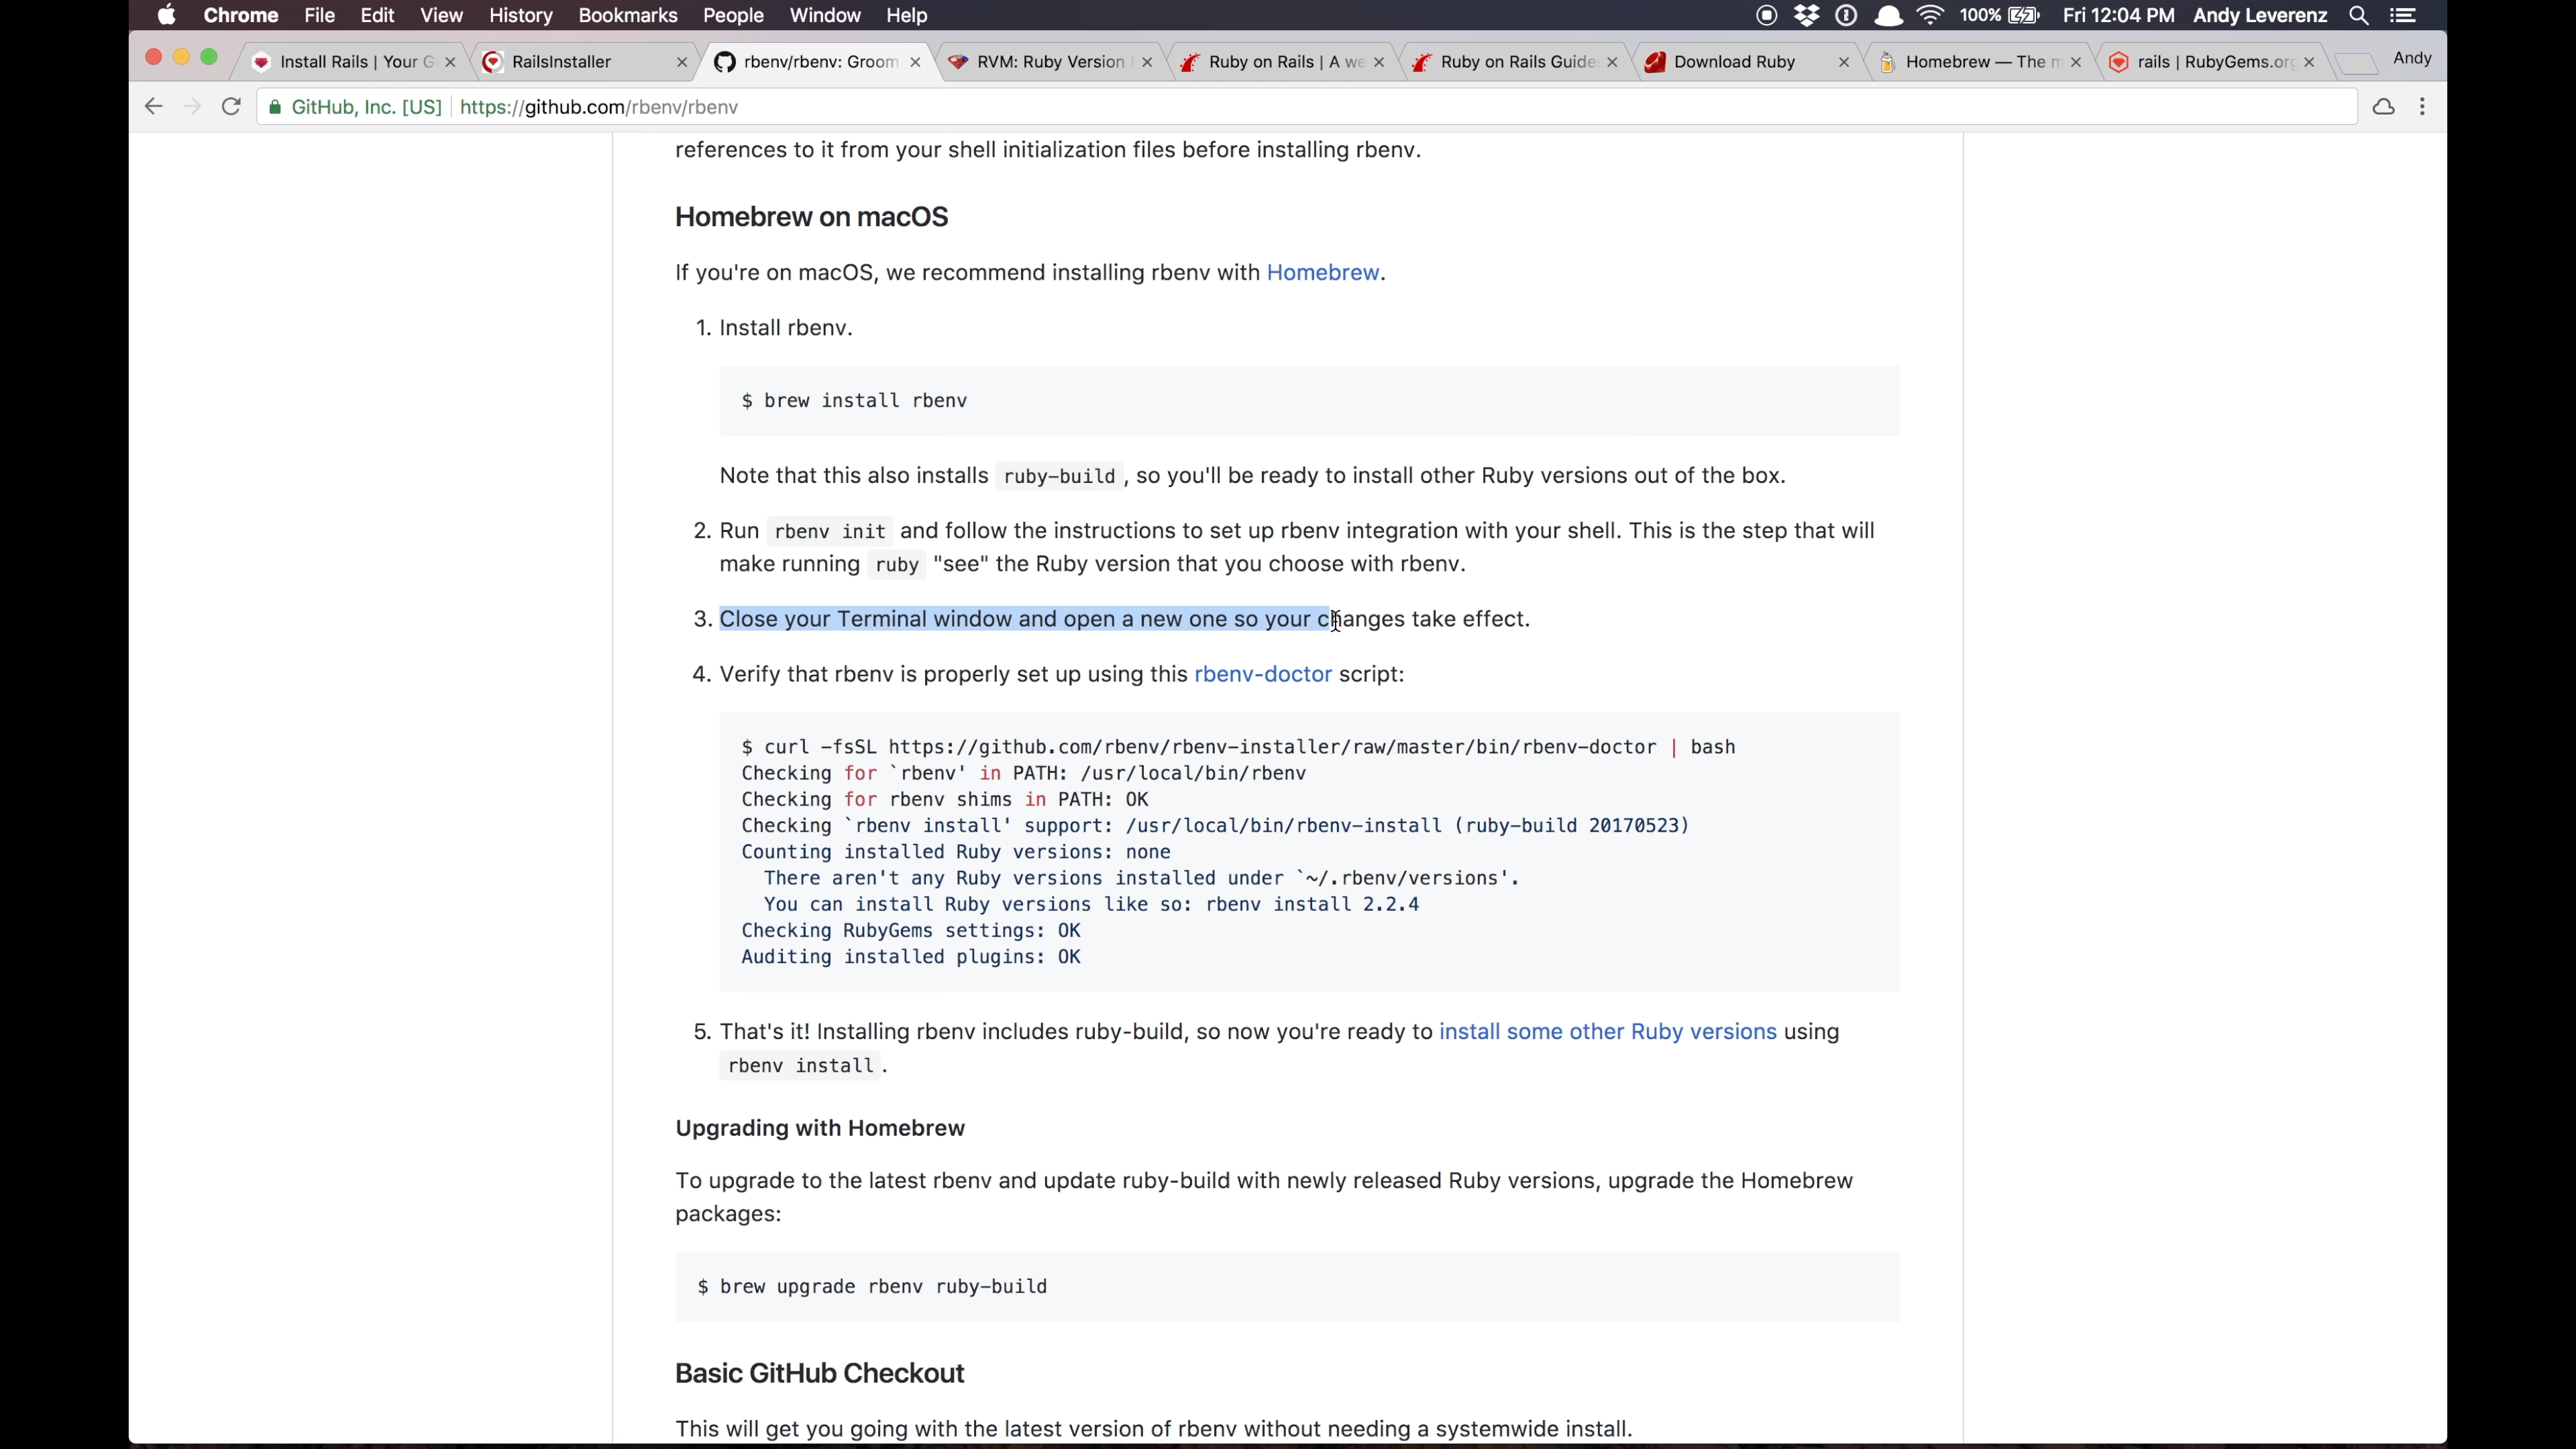 Chrome File Edit View History Bookmarks People Window Help 100% Fri 12:04 PM Andy Leverenz
Install Rails | Your G RailsInstaller rbenv/rbenv: Groom RVM: Ruby Version Ruby on Rails | A we Ruby on Rails Guide Download Ruby Homebrew — The m rails | RubyGems.org Andy
GitHub, Inc. [US] https://github.com/rbenv/rbenv
references to it from your shell initialization files before installing rbenv.
Homebrew on macOS
If you're on macOS, we recommend installing rbenv with Homebrew.
1. Install rbenv.
$ brew install rbenv
Note that this also installs ruby-build, so you'll be ready to install other Ruby versions out of the box.
2. Run rbenv init and follow the instructions to set up rbenv integration with your shell. This is the step that will
make running ruby "see" the Ruby version that you choose with rbenv.
3. Close your Terminal window and open a new one so your changes take effect.
4. Verify that rbenv is properly set up using this rbenv-doctor script:
$ curl -fsSL https://github.com/rbenv/rbenv-installer/raw/master/bin/rbenv-doctor | bash
Checking for `rbenv' in PATH: /usr/local/bin/rbenv
Checking for rbenv shims in PATH: OK
Checking `rbenv install' support: /usr/local/bin/rbenv-install (ruby-build 20170523)
Counting installed Ruby versions: none
There aren't any Ruby versions installed under `~/.rbenv/versions'.
You can install Ruby versions like so: rbenv install 2.2.4
Checking RubyGems settings: OK
Auditing installed plugins: OK
5. That's it! Installing rbenv includes ruby-build, so now you're ready to install some other Ruby versions using
rbenv install.
Upgrading with Homebrew
To upgrade to the latest rbenv and update ruby-build with newly released Ruby versions, upgrade the Homebrew
packages:
$ brew upgrade rbenv ruby-build
Basic GitHub Checkout
This will get you going with the latest version of rbenv without needing a systemwide install.